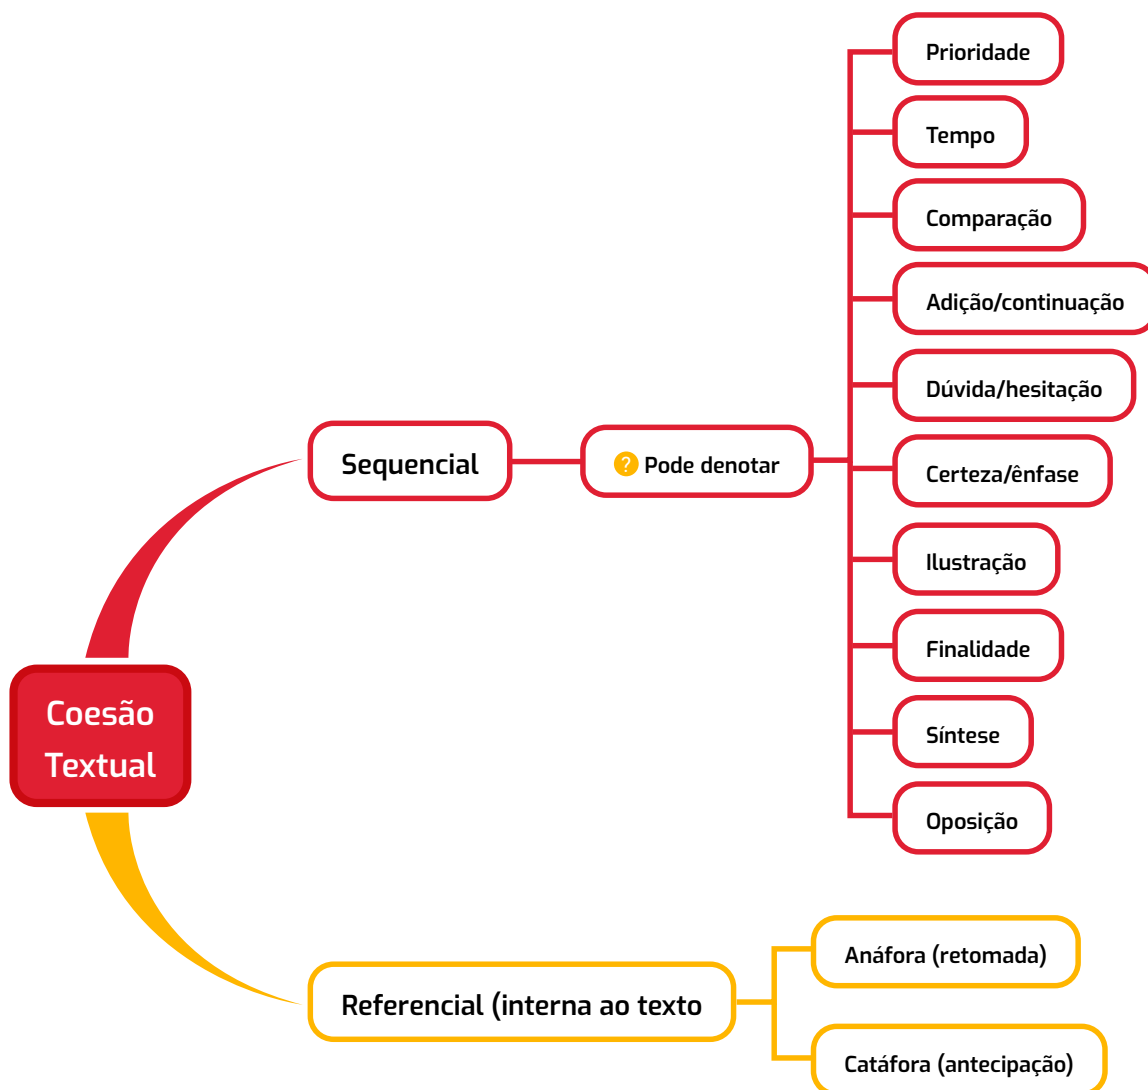 Coesão
Textual
Sequencial
? Pode denotar
Prioridade
Tempo
Comparação
Adição/continuação
Dúvida/hesitação
Certeza/ênfase
Ilustração
Finalidade
Síntese
Oposição
Referencial (interna ao texto
Anáfora (retomada)
Catáfora (antecipação)